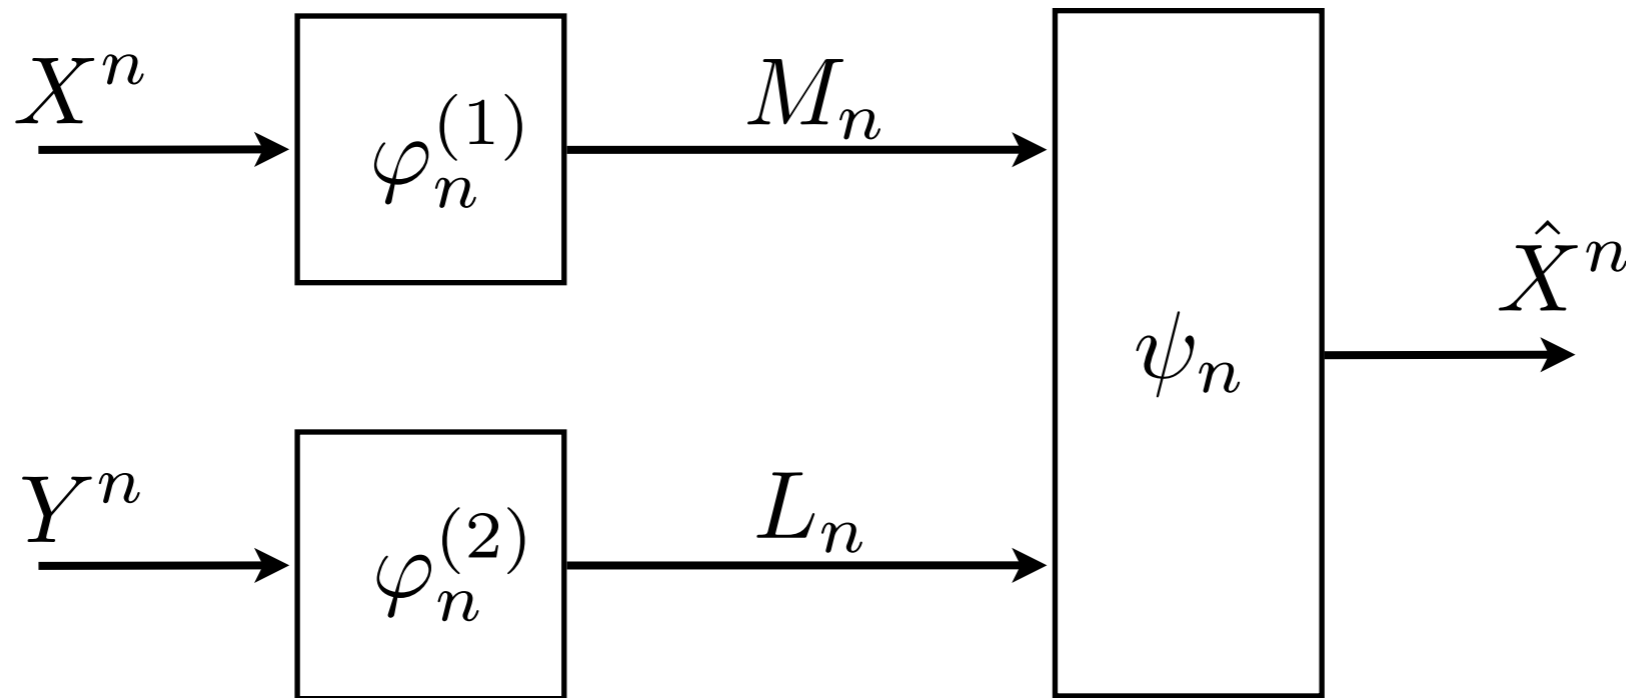 X^n
φ_n^{(1)}
M_n
ψ_n
X̂^n
Y^n
φ_n^{(2)}
L_n